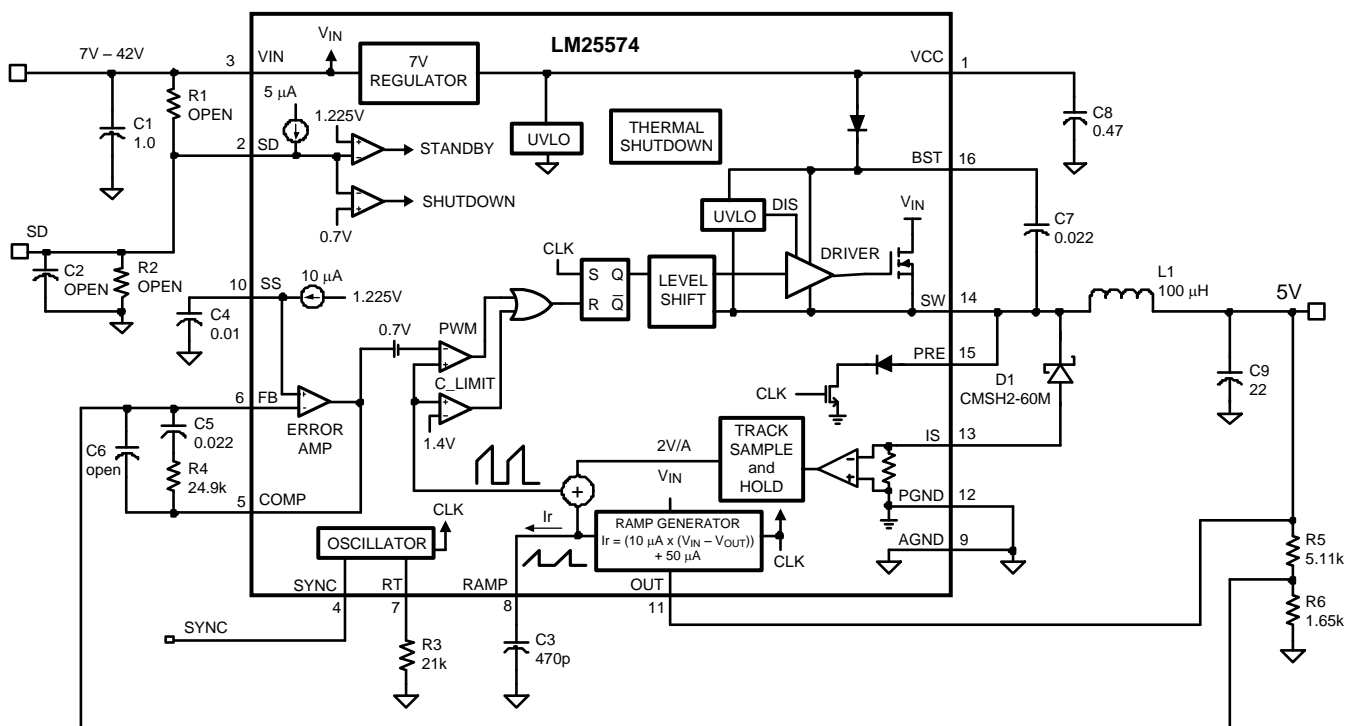 LM25574
7V – 42V
3
VIN
VIN
7V
REGULATOR
VCC
1
R1
OPEN
C1
1.0
5 µA
1.225V
2
SD
STANDBY
UVLO
THERMAL
SHUTDOWN
C8
0.47
SHUTDOWN
0.7V
BST
16
SD
C2
OPEN
R2
OPEN
UVLO
DIS
VIN
DRIVER
C7
0.022
10
SS
10 µA
1.225V
CLK
S
Q
R
Q
LEVEL
SHIFT
SW
14
L1
100 µH
5V
C4
0.01
0.7V
PWM
C_LIMIT
1.4V
PRE
15
CLK
D1
CMSH2-60M
C9
22
6
FB
ERROR
AMP
C5
0.022
C6
open
R4
24.9k
5
COMP
2V/A
VIN
TRACK
SAMPLE
and
HOLD
IS
13
PGND
12
AGND
9
CLK
OSCILLATOR
Ir
RAMP GENERATOR
Ir = (10 µA x (VIN – VOUT))
+ 50 µA
CLK
R5
5.11k
R6
1.65k
SYNC
4
RT
7
RAMP
8
OUT
11
SYNC
R3
21k
C3
470p